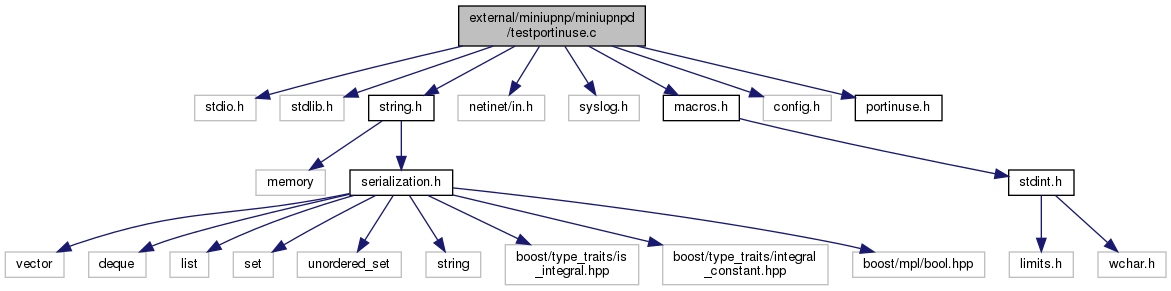 external/miniupnp/miniupnpd
/testportinuse.c
stdio.h
stdlib.h
string.h
netinet/in.h
syslog.h
macros.h
config.h
portinuse.h
memory
serialization.h
stdint.h
vector
deque
list
set
unordered_set
string
boost/type_traits/is
_integral.hpp
boost/type_traits/integral
_constant.hpp
boost/mpl/bool.hpp
limits.h
wchar.h